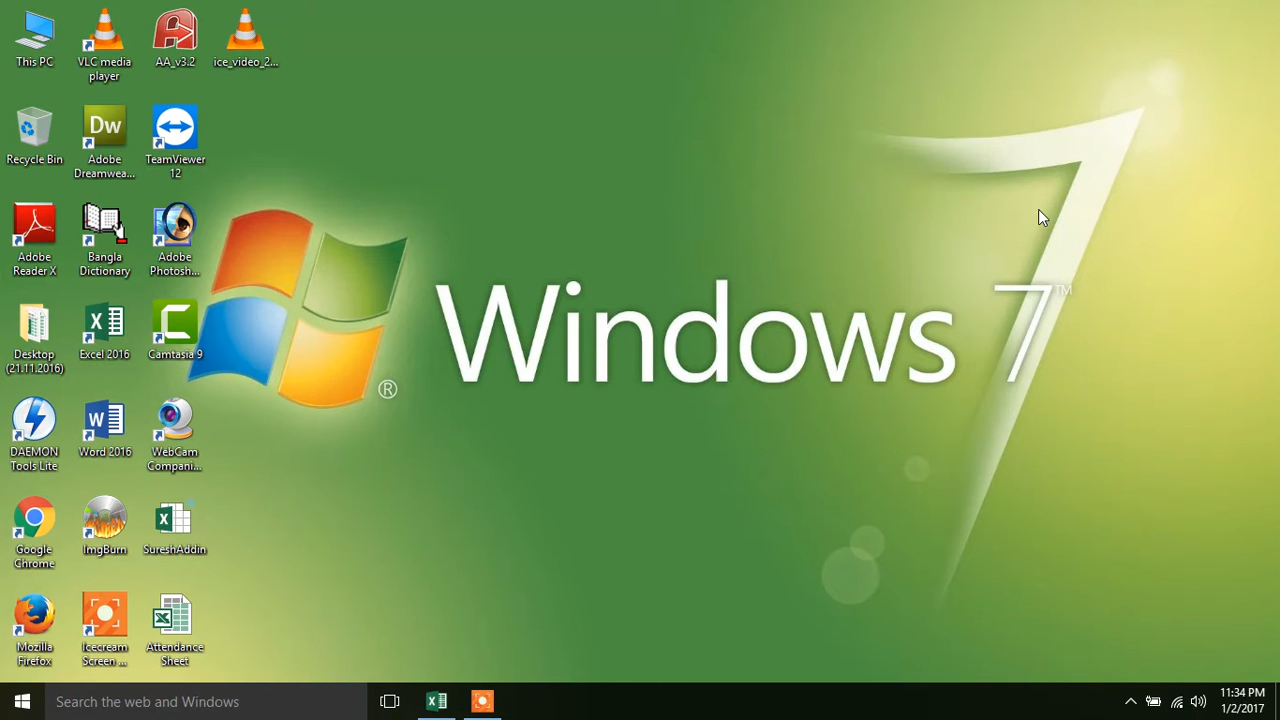 This PC
VLC media
player
AA_v3.2
ice_video_2...
Recycle Bin
Dw
Adobe
Dreamwea...
TeamViewer
12
Adobe
Reader X
Bangla
Dictionary
Adobe
Photosh...
Desktop
(21.11.2016)
Excel 2016
Camtasia 9
DAEMON
Tools Lite
Word 2016
WebCam
Compani...
Google
Chrome
ImgBurn
SureshAddin
Mozilla
Firefox
Icecream
Screen ...
Attendance
Sheet
®
Windows 7™
7
Search the web and Windows
11:34 PM
1/2/2017